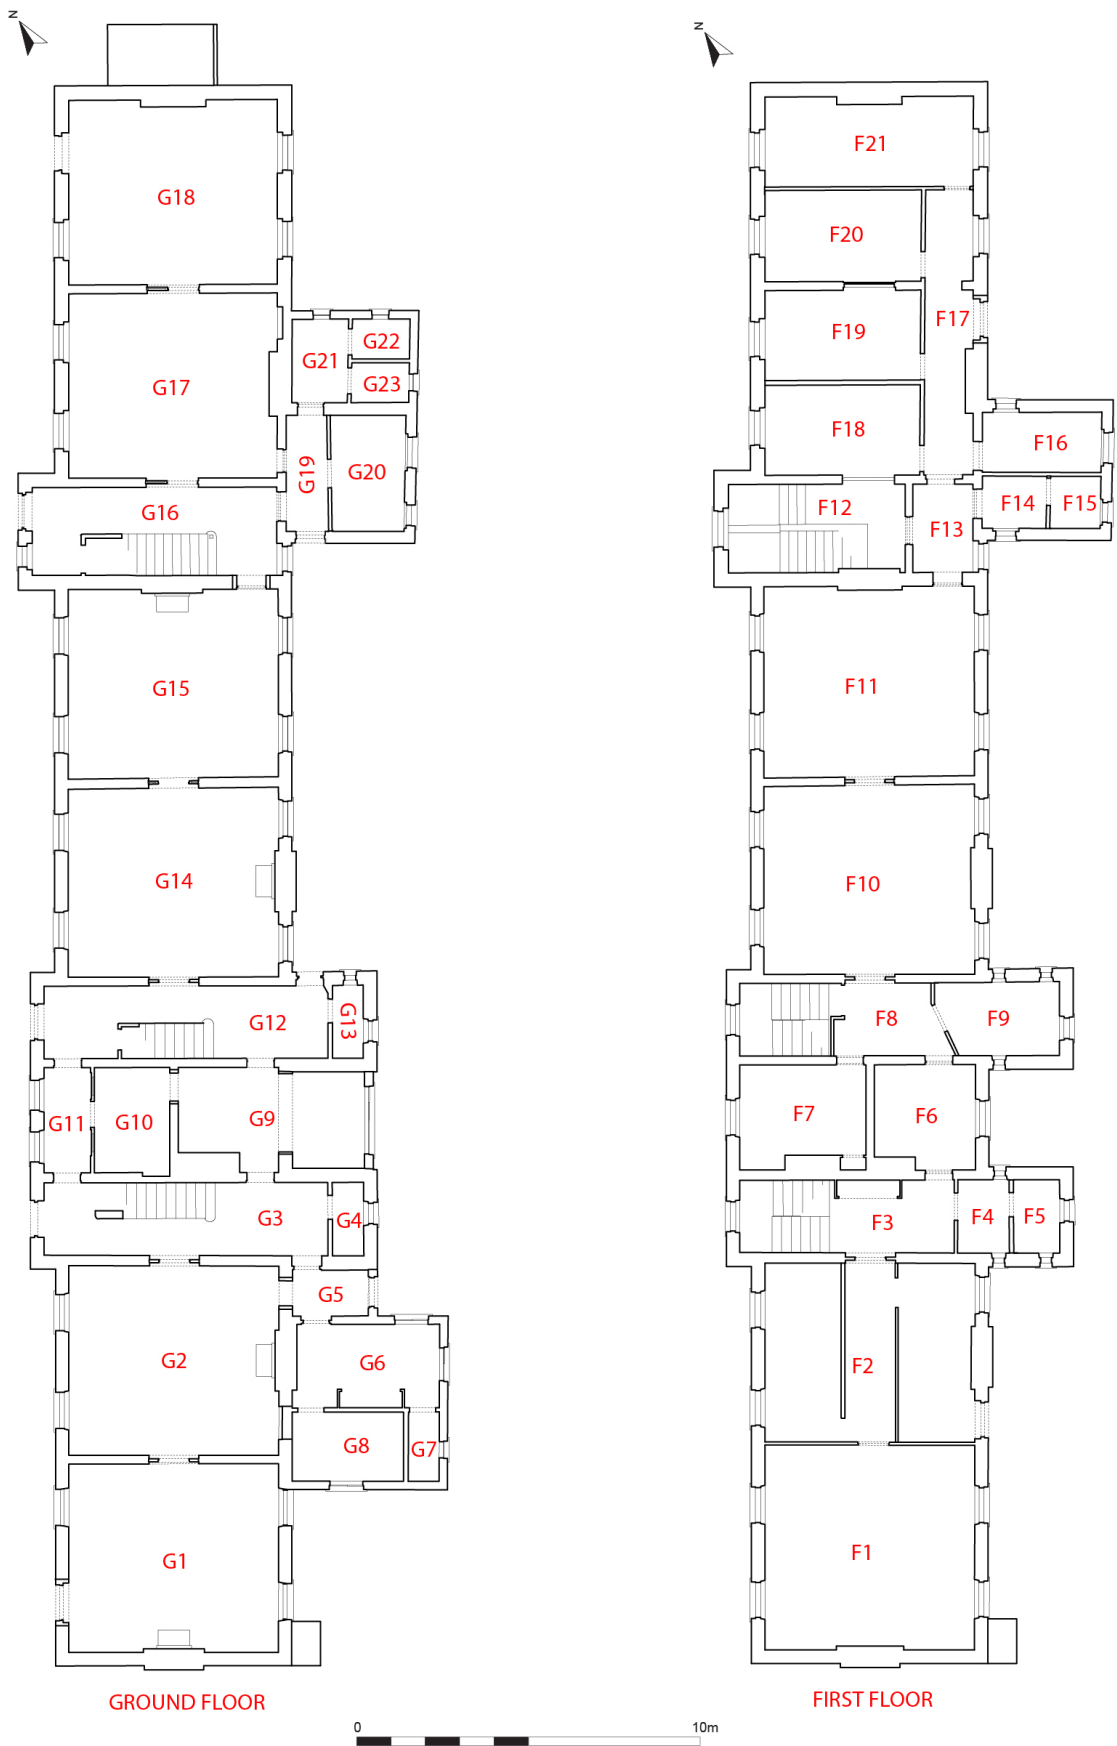 N
N
G18
F21
F20
G17
G21
G22
G23
F17
F19
F18
F16
G19
G20
G16
F12
F14
F15
F13
G15
F11
G14
F10
G12
G13
F8
F9
G11
G10
G9
F7
F6
G3
G4
F3
F4
F5
G5
G2
G6
F2
G8
G7
G1
F1
GROUND FLOOR
FIRST FLOOR
0
10m